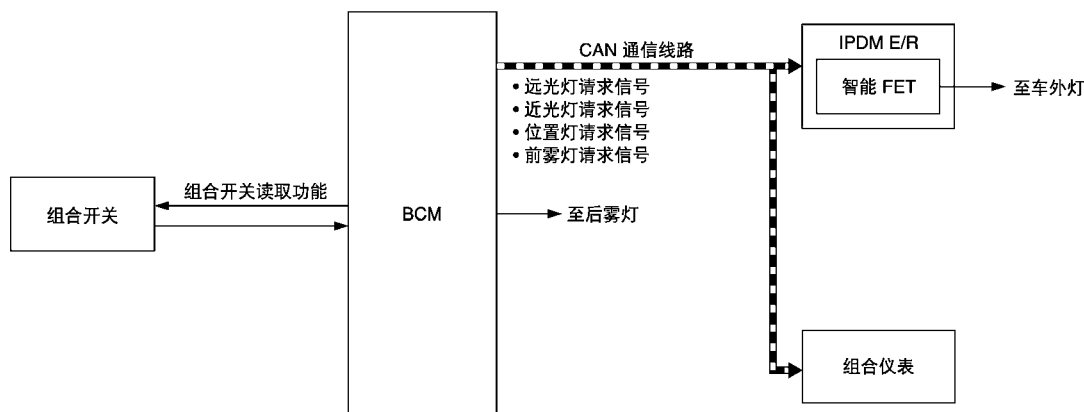 CAN 通信线路
IPDM E/R
智能 FET
至车外灯
• 远光灯请求信号
• 近光灯请求信号
• 位置灯请求信号
• 前雾灯请求信号
组合开关读取功能
组合开关
BCM
至后雾灯
组合仪表